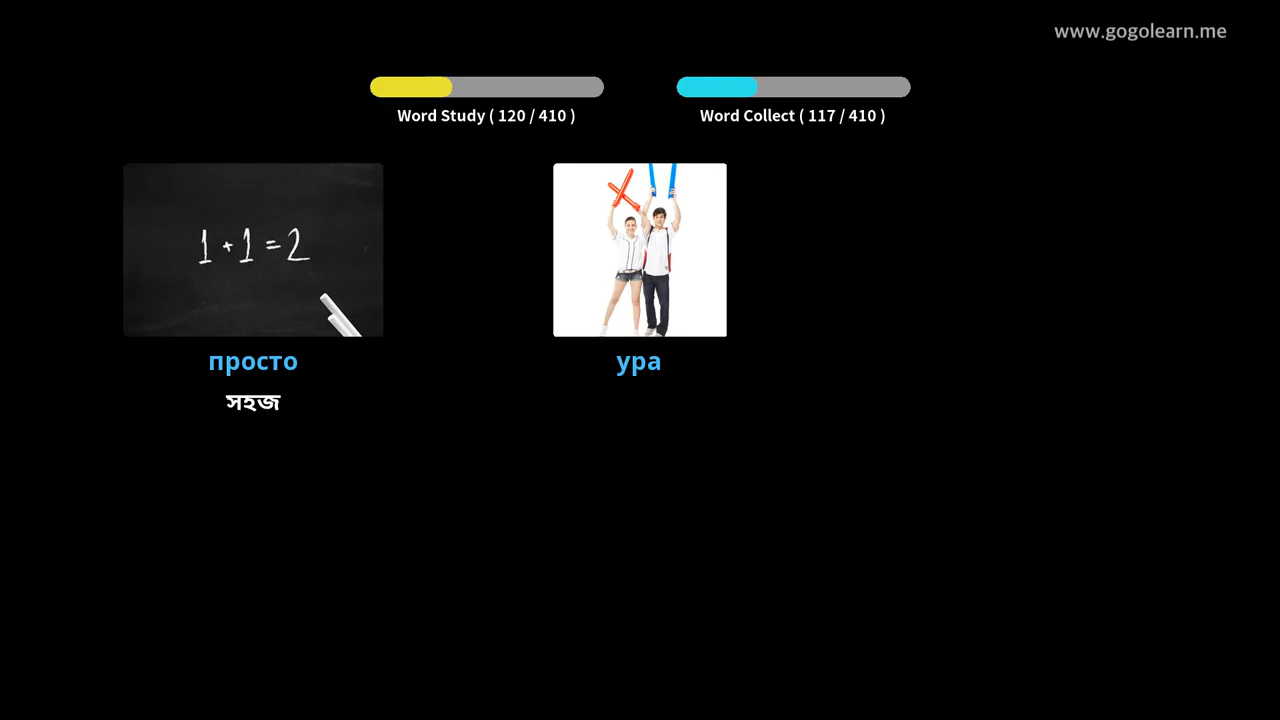 www.gogolearn.me
Word Study ( 120 / 410 )
Word Collect ( 117 / 410 )
1 + 1 = 2
просто
ура
সহজ